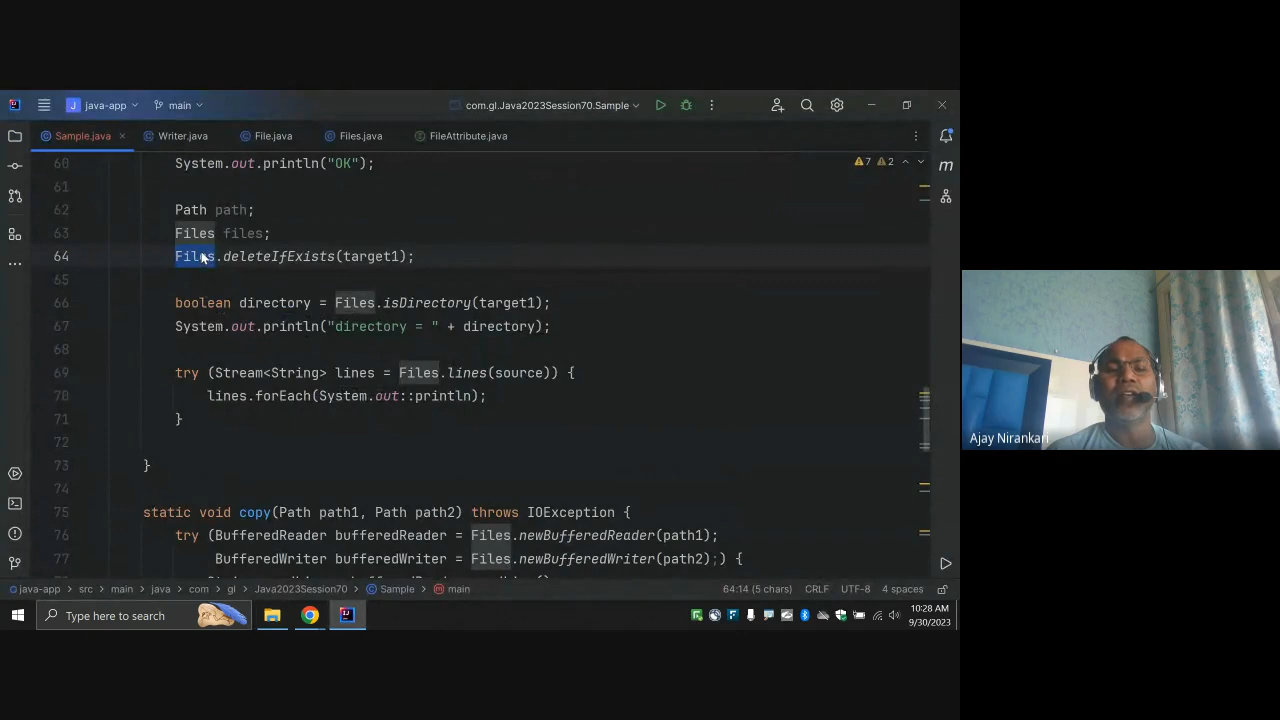 java-app
main
com.gl.Java2023Session70.Sample
Sample.java
Writer.java
File.java
Files.java
FileAttribute.java
60 System.out.println("OK");
7 2
61
62 Path path;
63 Files files;
64 Files.deleteIfExists(target1);
65
66 boolean directory = Files.isDirectory(target1);
67 System.out.println("directory = " + directory);
68
69 try (Stream<String> lines = Files.lines(source)) {
70 lines.forEach(System.out::println);
71 }
72
73 }
74
75 static void copy(Path path1, Path path2) throws IOException {
76 try (BufferedReader bufferedReader = Files.newBufferedReader(path1);
77 BufferedWriter bufferedWriter = Files.newBufferedWriter(path2);) {
java-app > src > main > java > com > gl > Java2023Session70 > Sample > main
64:14 (5 chars) CRLF UTF-8 4 spaces
Type here to search
10:28 AM
9/30/2023
Ajay Nirankari